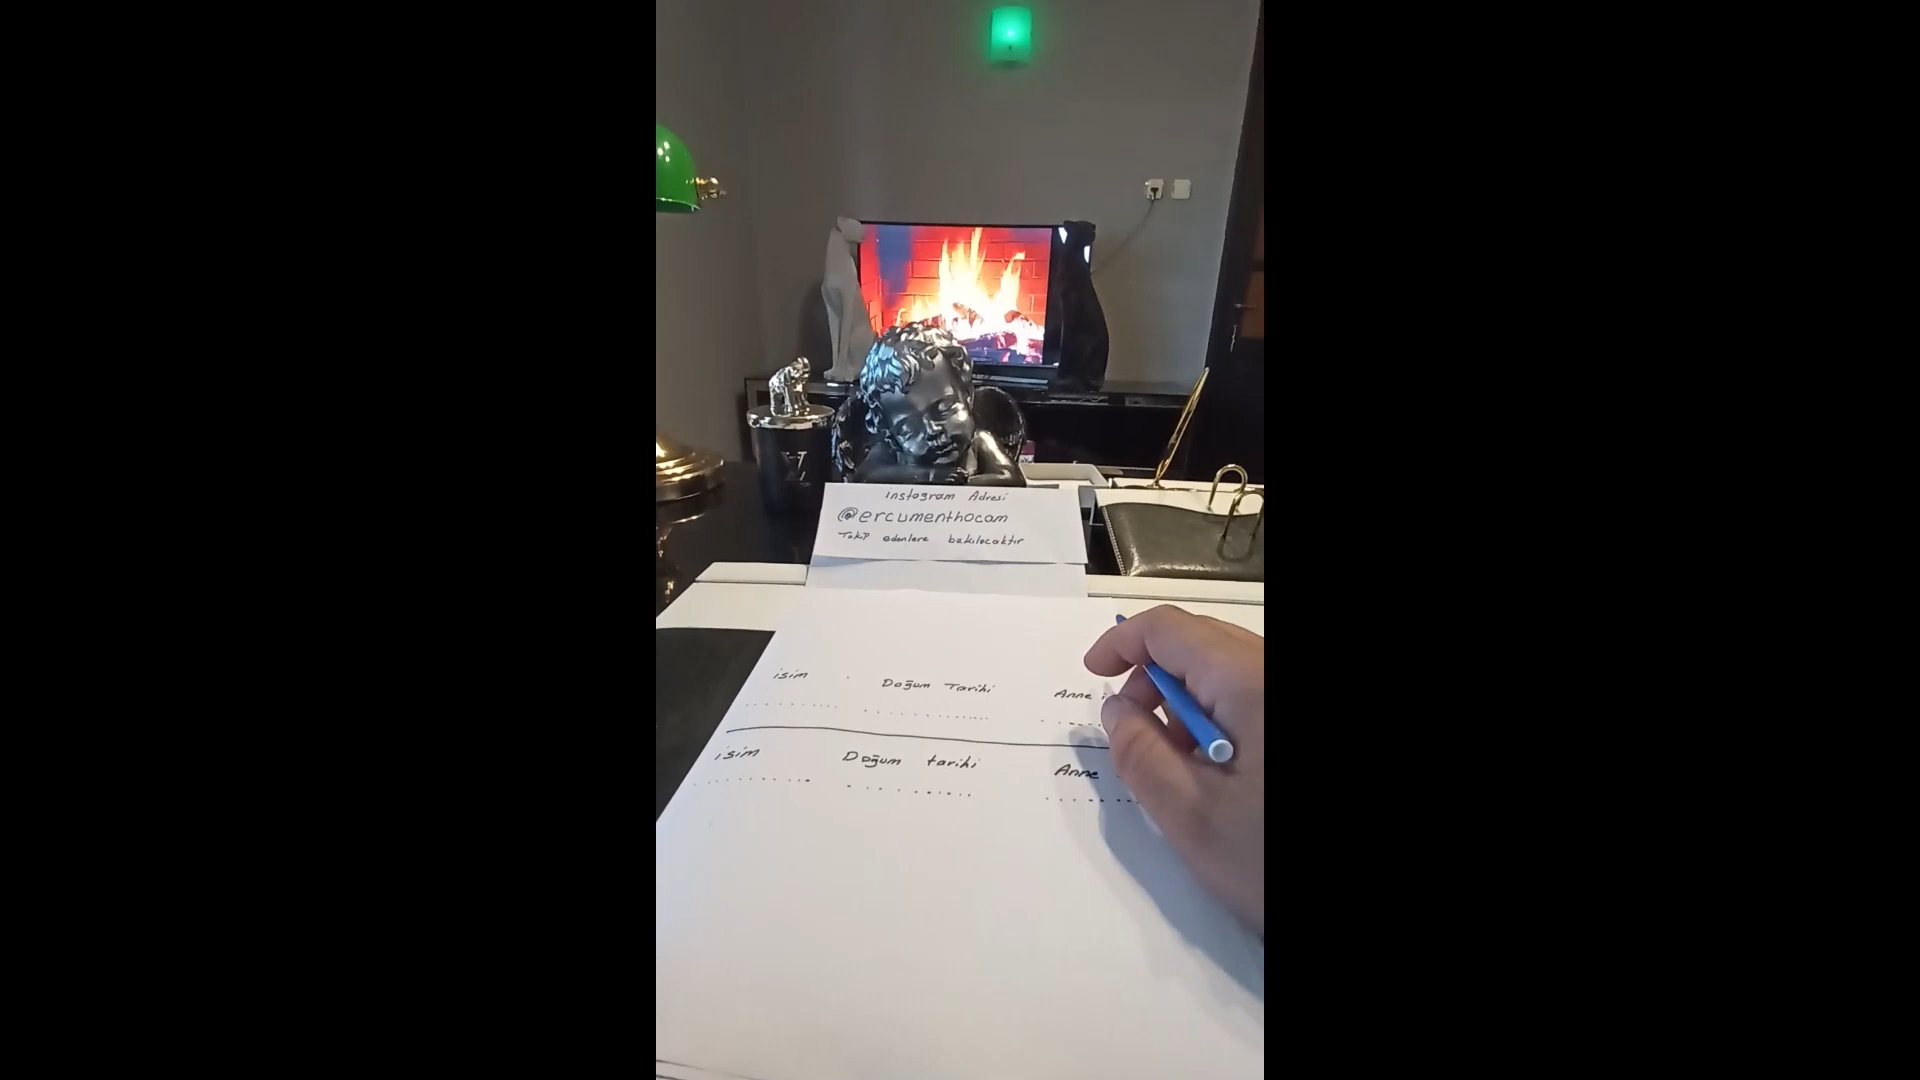 instagram Adresi
@ercumenthocam
Takip edenlere bakılacaktır
isim Doğum Tarihi Anne
isim Doğum tarihi Anne